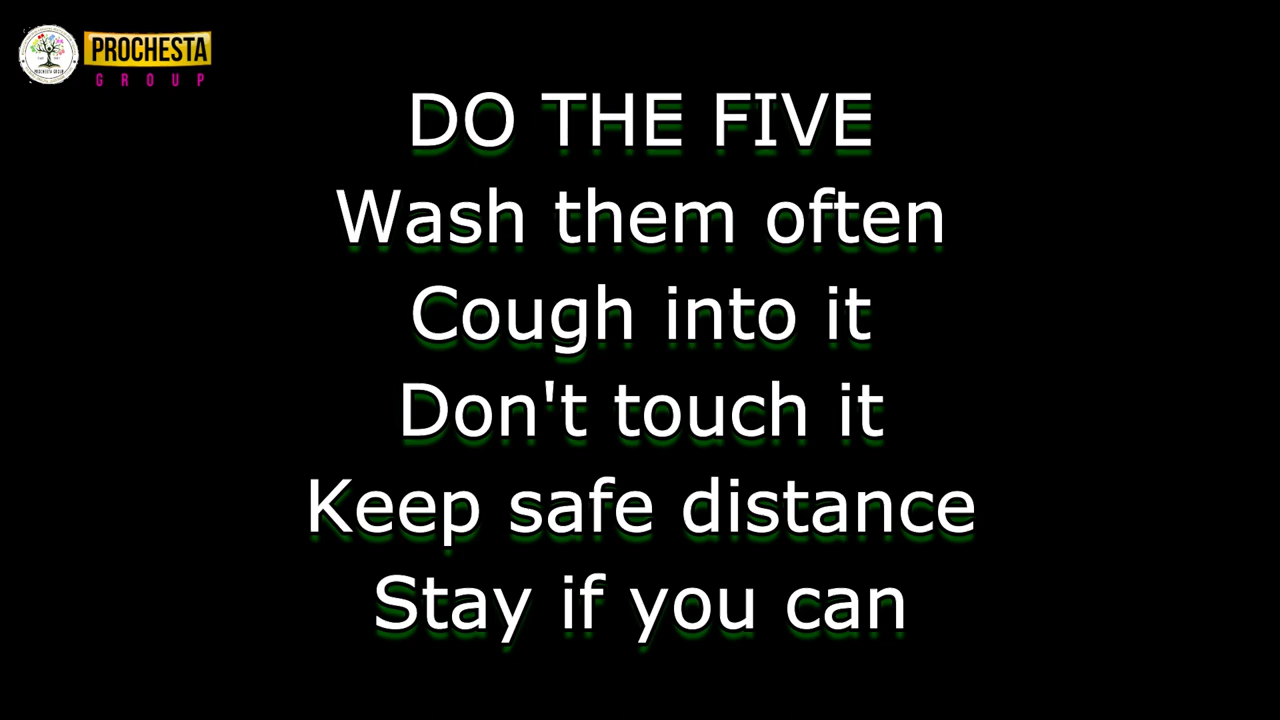 PROCHESTA
GROUP
DO THE FIVE
Wash them often
Cough into it
Don't touch it
Keep safe distance
Stay if you can